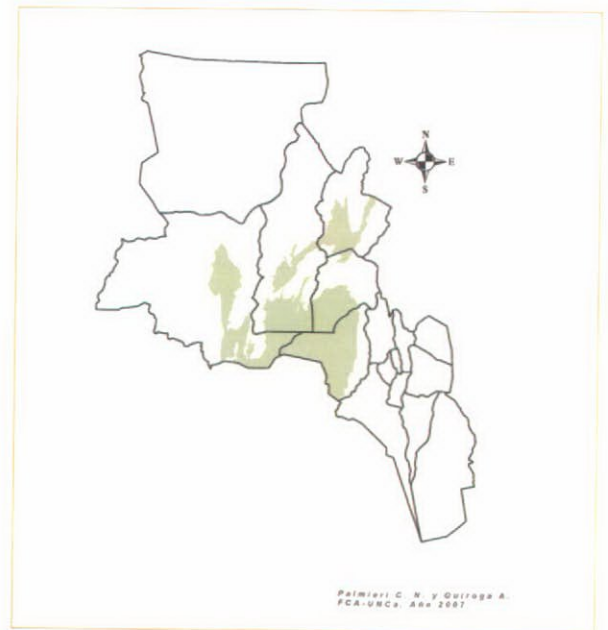 N
W E
S
Palmieri C. N. y Quiroga A.
FCA-UNCa. Año 2007